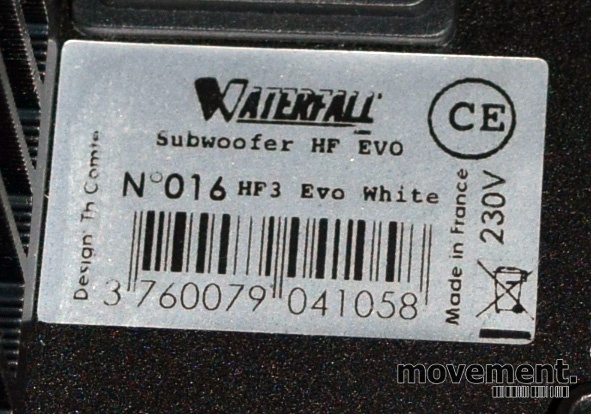 WATERFALL
CE
Subwoofer HF EVO
N°016 HF3 Evo White
Design: Th Comte
Made in France
230V
3 760079 041058
movement.